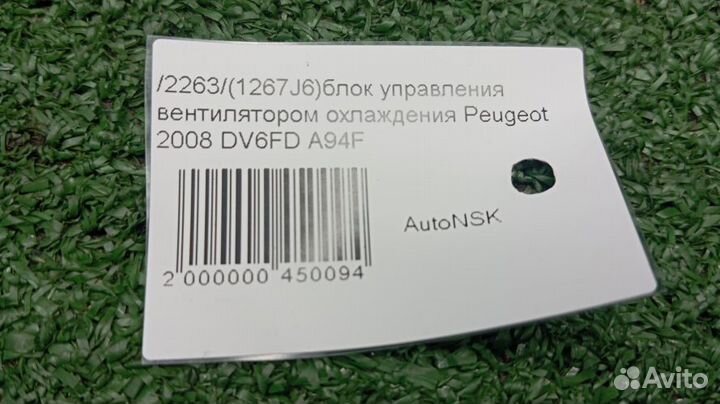 /2263/(1267J6)блок управления
вентилятором охлаждения Peugeot
2008 DV6FD A94F
AutoNSK
2 000000 450094
Avito